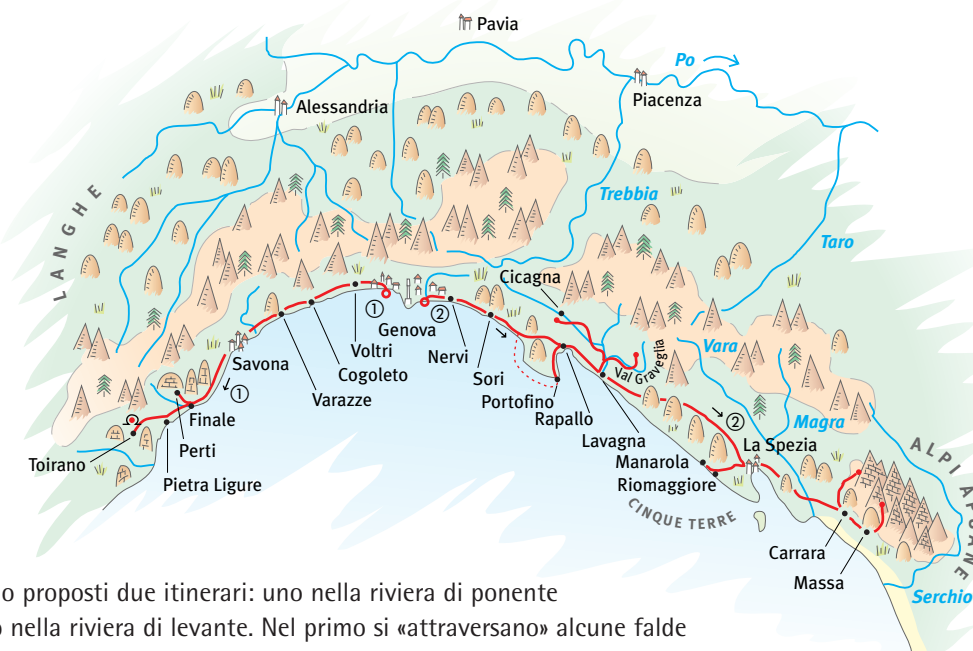 Pavia
Po
Piacenza
Alessandria
LANGHE
Trebbia
Taro
Cicagna
①
②
Genova
Voltri
Nervi
Savona
Cogoleto
Sori
Val Graveglia
Vara
①
Varazze
Portofino
Rapallo
②
Finale
Magra
Lavagna
La Spezia
Perti
Manarola
Toirano
Pietra Ligure
Riomaggiore
ALPI APUANE
CINQUE TERRE
Carrara
Massa
Serchio
o proposti due itinerari: uno nella riviera di ponente
nella riviera di levante. Nel primo si «attraversano» alcune falde